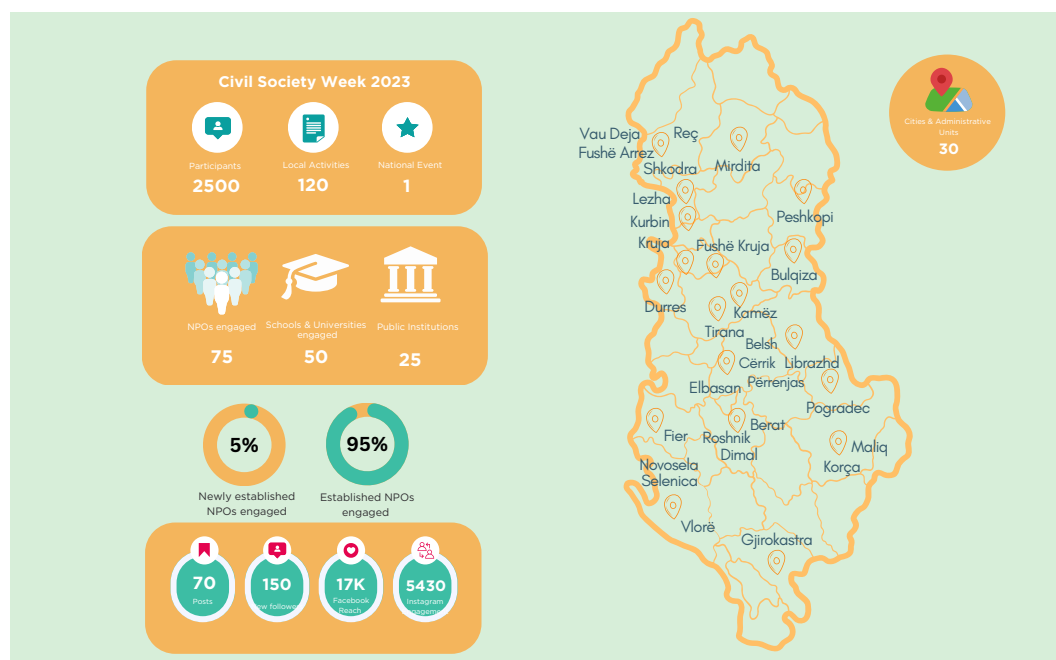 Civil Society Week 2023
Participants
2500
Local Activities
120
National Event
1
NPOs engaged
75
Schools & Universities
engaged
50
Public Institutions
25
5%
Newly established
NPOs engaged
95%
Established NPOs
engaged
70
Posts
150
ew followe
17K
Facebook
Reach
5430
Instagram
ngagemen
Cities & Administrative
Units
30
Vau Deja
Fushë Arrez
Reç
Shkodra
Mirdita
Lezha
Peshkopi
Kurbin
Kruja
Fushë Kruja
Bulqiza
Durres
Kamëz
Tirana
Belsh
Cërrik
Librazhd
Elbasan
Përrenjas
Pogradec
Fier
Berat
Roshnik
Dimal
Maliq
Korça
Novosela
Selenica
Vlorë
Gjirokastra